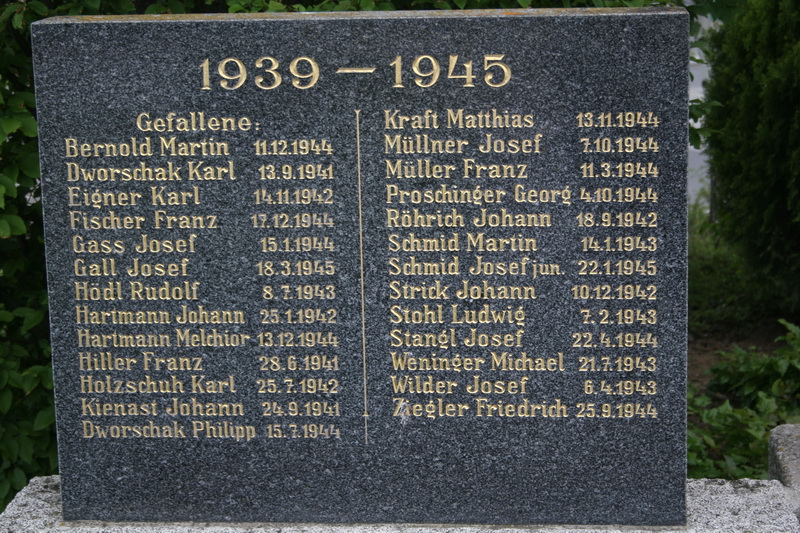 1939 – 1945
Gefallene:
Bernold Martin 11.12.1944
Dworschak Karl 13.9.1941
Eigner Karl 14.11.1942
Fischer Franz 17.12.1944
Gass Josef 15.1.1944
Gall Josef 18.3.1945
Hödl Rudolf 8.7.1943
Hartmann Johann 25.1.1942
Hartmann Melchior 13.12.1944
Hiller Franz 28.6.1941
Holzschuh Karl 25.7.1942
Kienast Johann 24.9.1941
Dworschak Philipp 15.7.1944
Kraft Matthias 13.11.1944
Müllner Josef 7.10.1944
Müller Franz 11.3.1944
Proschinger Georg 4.10.1944
Röhrich Johann 18.9.1942
Schmid Martin 14.1.1943
Schmid Josef jun. 22.1.1945
Strick Johann 10.12.1942
Stohl Ludwig 7.2.1943
Stangl Josef 22.4.1944
Weninger Michael 21.7.1943
Wilder Josef 6.4.1943
Ziegler Friedrich 25.9.1944